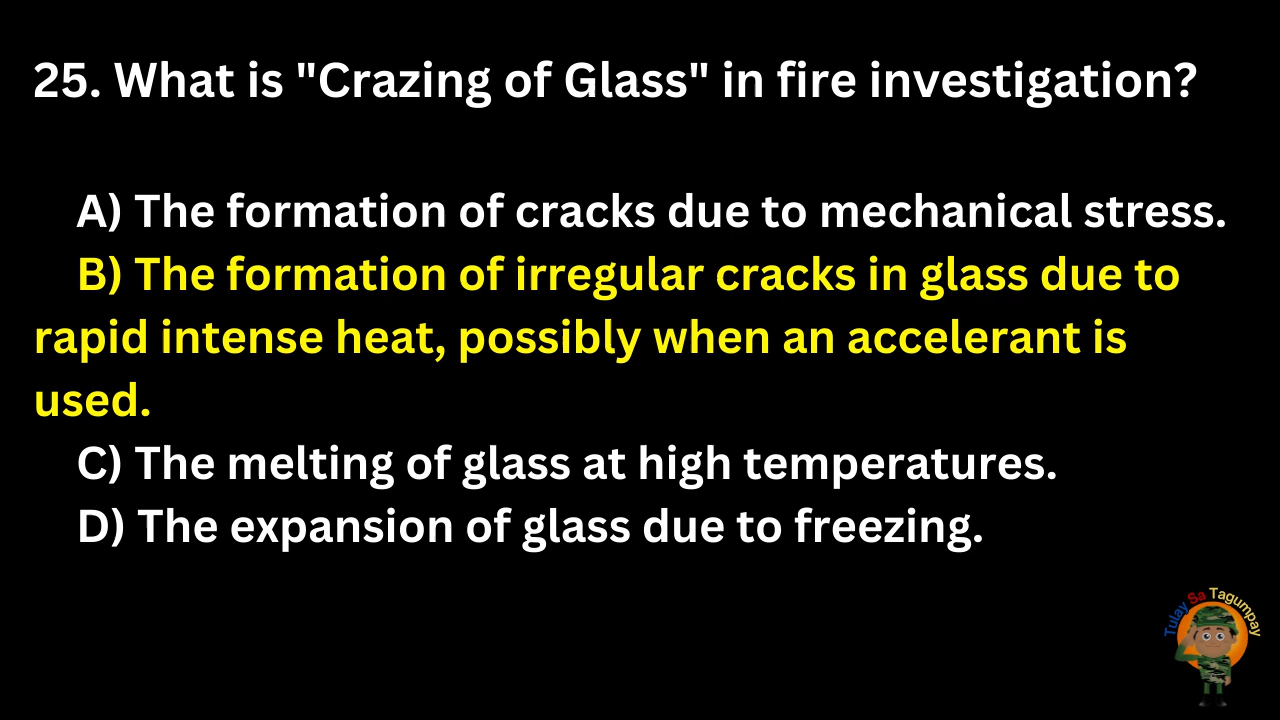 25. What is "Crazing of Glass" in fire investigation?
A) The formation of cracks due to mechanical stress.
B) The formation of irregular cracks in glass due to
rapid intense heat, possibly when an accelerant is
used.
C) The melting of glass at high temperatures.
D) The expansion of glass due to freezing.
Tulay Sa Tagumpay